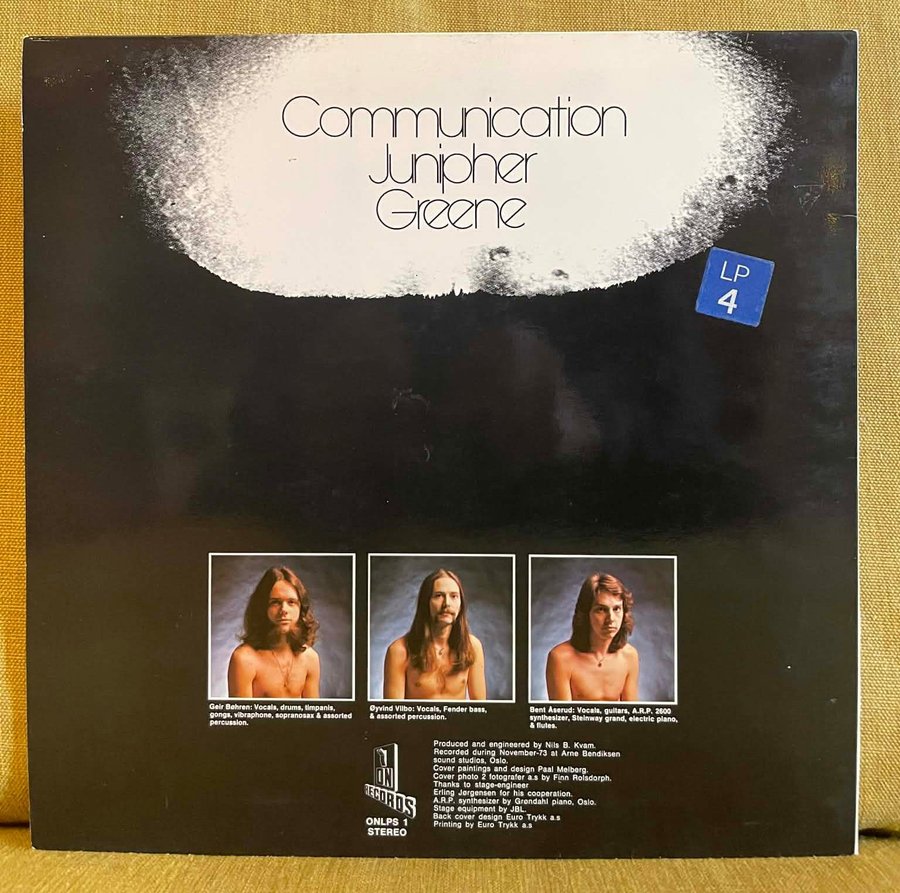 Communication
Junipher
Greene
LP
4
Geir Bøhren: Vocals, drums, timpanis,
gongs, vibraphone, sopranosax & assorted
percussion.
Øyvind Vilbo: Vocals, Fender bass,
& assorted percussion.
Bent Åserud: Vocals, guitars, A.R.P. 2600
synthesizer, Steinway grand, electric piano,
& flutes.
1
ON
RECORDS
ONLPS 1
STEREO
Produced and engineered by Nils B. Kvam.
Recorded during November-73 at Arne Bendiksen
sound studios, Oslo.
Cover paintings and design Paal Melberg.
Cover photo 2 fotografer a.s by Finn Rolsdorph.
Thanks to stage-engineer
Erling Jørgensen for his cooperation.
A.R.P. synthesizer by Grøndahl piano, Oslo.
Stage equipment by JBL.
Back cover design Euro Trykk a.s
Printing by Euro Trykk a.s